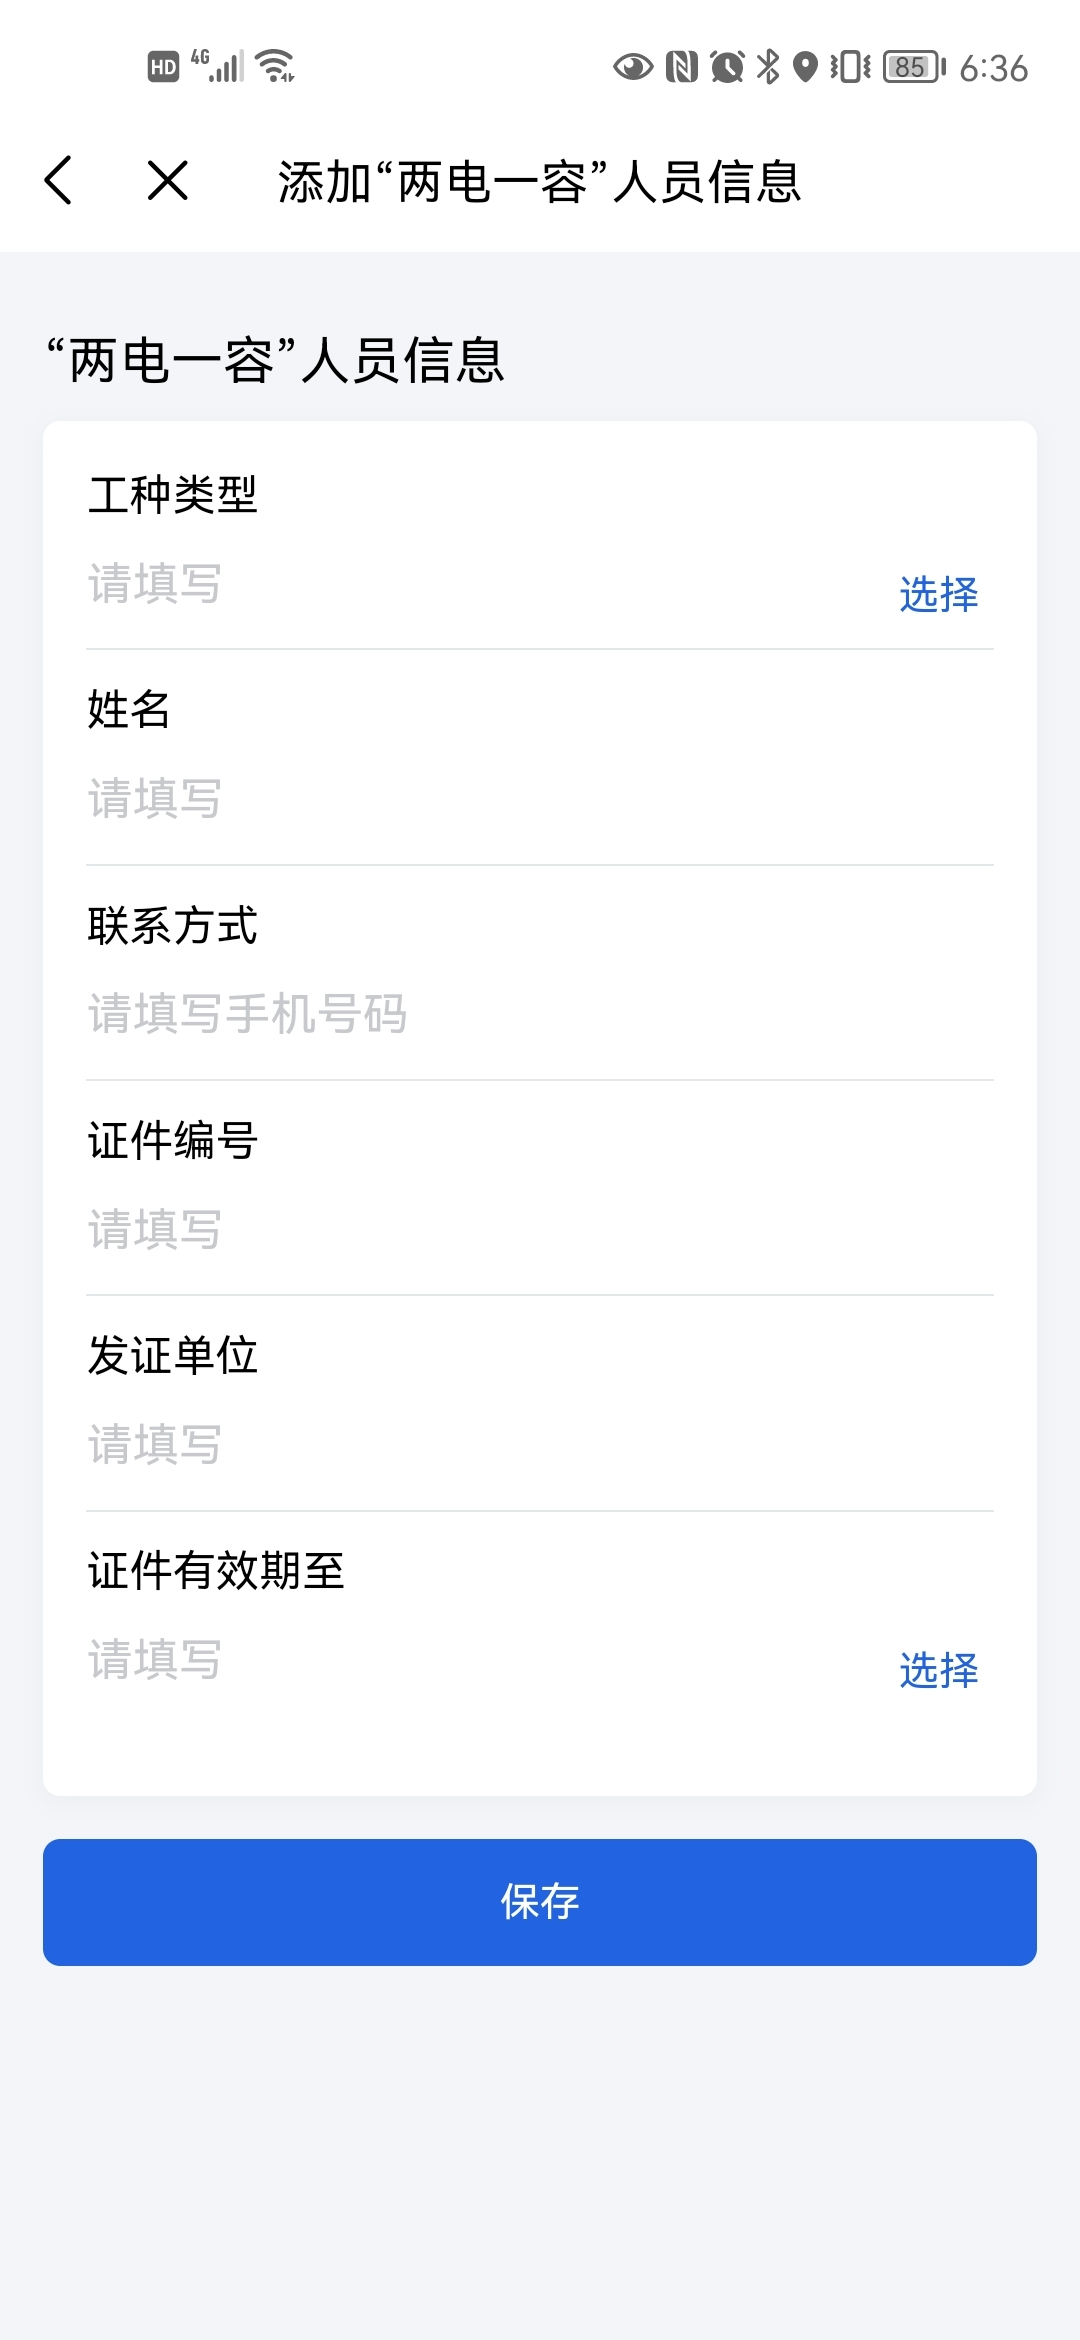 HD 4G 85 6:36
添加“两电一容”人员信息
“两电一容”人员信息
工种类型
请填写
选择
姓名
请填写
联系方式
请填写手机号码
证件编号
请填写
发证单位
请填写
证件有效期至
请填写
选择
保存